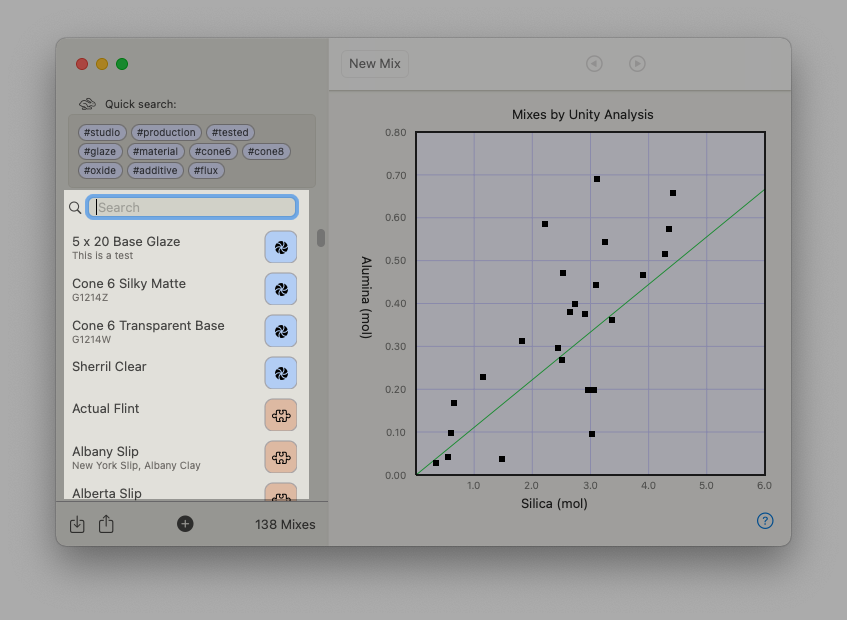 New Mix
Quick search:
#studio #production #tested
#glaze #material #cone6 #cone8
#oxide #additive #flux
Search
5 x 20 Base Glaze
This is a test
Cone 6 Silky Matte
G1214Z
Cone 6 Transparent Base
G1214W
Sherril Clear
Actual Flint
Albany Slip
New York Slip, Albany Clay
Alberta Slip
138 Mixes
Mixes by Unity Analysis
0.80
0.70
0.60
0.50
0.40
0.30
0.20
0.10
0.00
Alumina (mol)
1.0 2.0 3.0 4.0 5.0 6.0
Silica (mol)
?